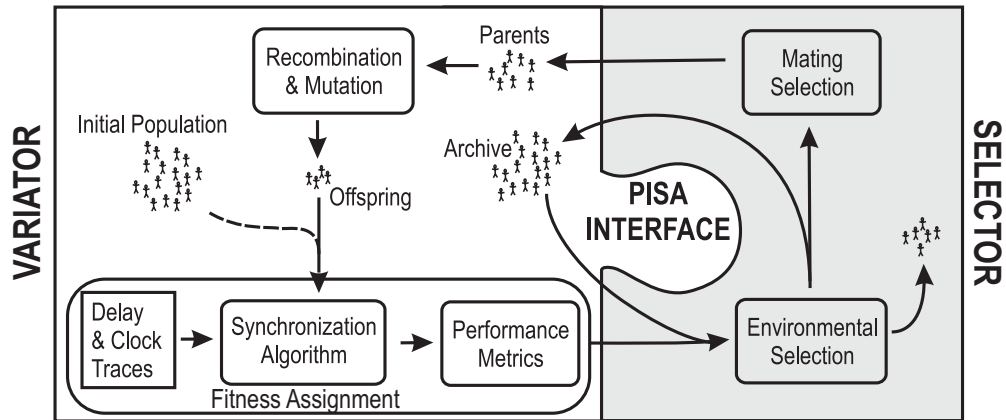 VARIATOR
Recombination
& Mutation
Parents
Mating
Selection
Initial Population
Archive
Offspring
PISA
INTERFACE
SELECTOR
Delay
& Clock
Traces
Synchronization
Algorithm
Performance
Metrics
Environmental
Selection
Fitness Assignment